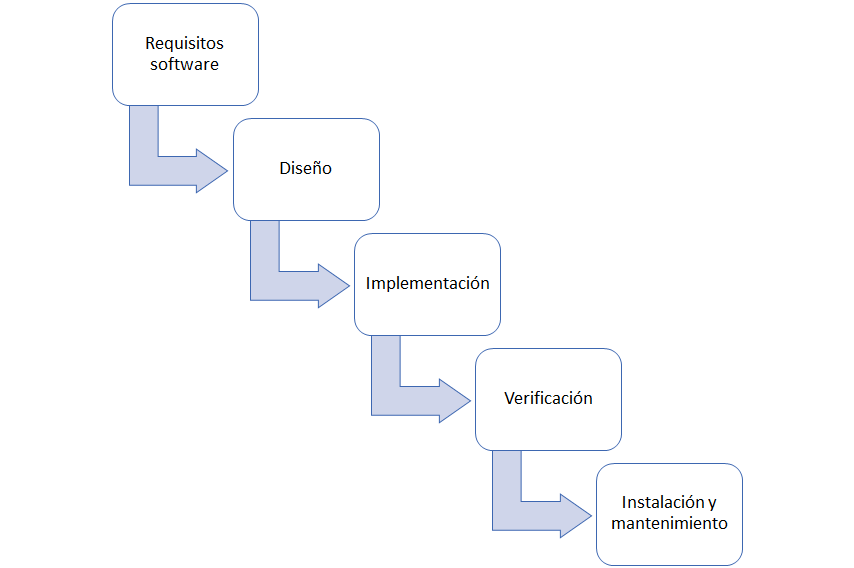 Requisitos
software
Diseño
Implementación
Verificación
Instalación y
mantenimiento